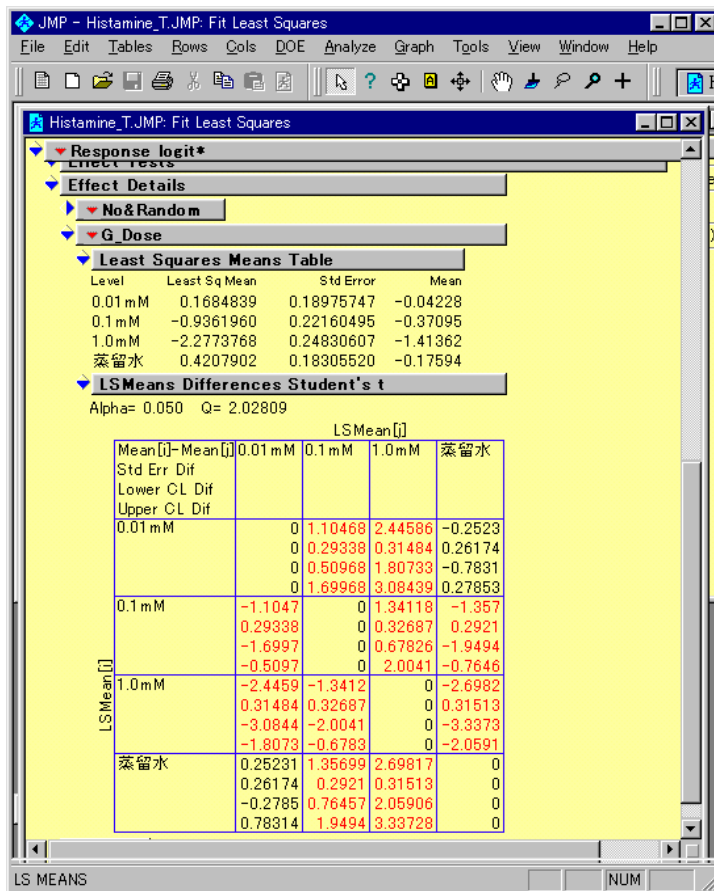 JMP - Histamine_T.JMP: Fit Least Squares
File Edit Tables Rows Cols DOE Analyze Graph Tools View Window Help
Histamine_T.JMP: Fit Least Squares
Response logit*
Effect Tests
Effect Details
No&Random
G_Dose
Least Squares Means Table
Level Least Sq Mean Std Error Mean
0.01mM 0.1684839 0.18975747 -0.04228
0.1mM -0.9361960 0.22160495 -0.37095
1.0mM -2.2773768 0.24830607 -1.41362
蒸留水 0.4207902 0.18305520 -0.17594
LSMeans Differences Student's t
Alpha= 0.050 Q= 2.02809
LSMean[j]
Mean[i]-Mean[j] 0.01mM 0.1mM 1.0mM 蒸留水
Std Err Dif
Lower CL Dif
Upper CL Dif
LSMean[i]
0.01mM 0 1.10468 2.44586 -0.2523
0 0.29338 0.31484 0.26174
0 0.50968 1.80733 -0.7831
0 1.69968 3.08439 0.27853
0.1mM -1.1047 0 1.34118 -1.357
0.29338 0 0.32687 0.2921
-1.6997 0 0.67826 -1.9494
-0.5097 0 2.0041 -0.7646
1.0mM -2.4459 -1.3412 0 -2.6982
0.31484 0.32687 0 0.31513
-3.0844 -2.0041 0 -3.3373
-1.8073 -0.6783 0 -2.0591
蒸留水 0.25231 1.35699 2.69817 0
0.26174 0.2921 0.31513 0
-0.2785 0.76457 2.05906 0
0.78314 1.9494 3.33728 0
LS MEANS NUM